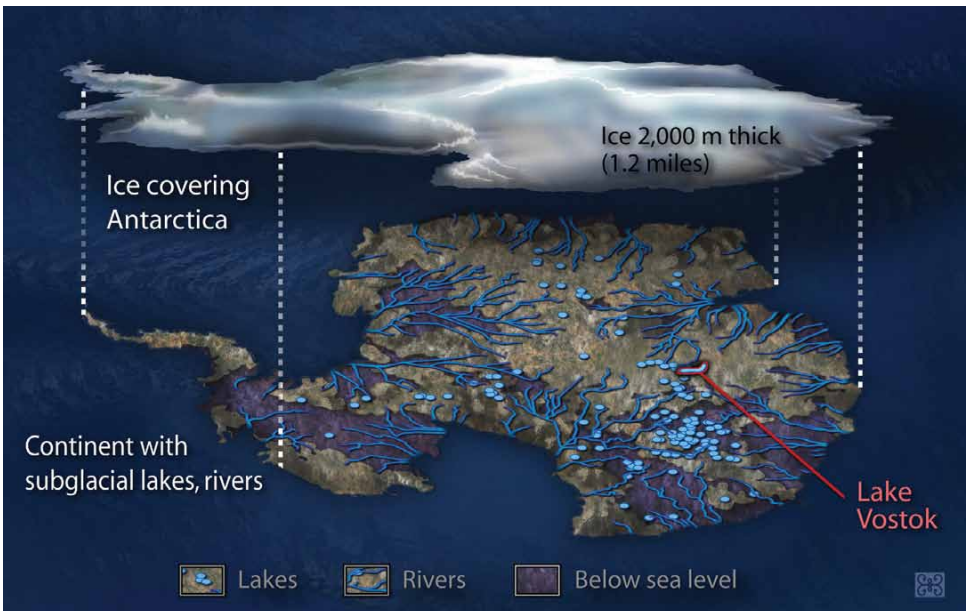 Ice 2,000 m thick
(1.2 miles)
Ice covering
Antarctica
Continent with
subglacial lakes, rivers
Lake
Vostok
Lakes
Rivers
Below sea level